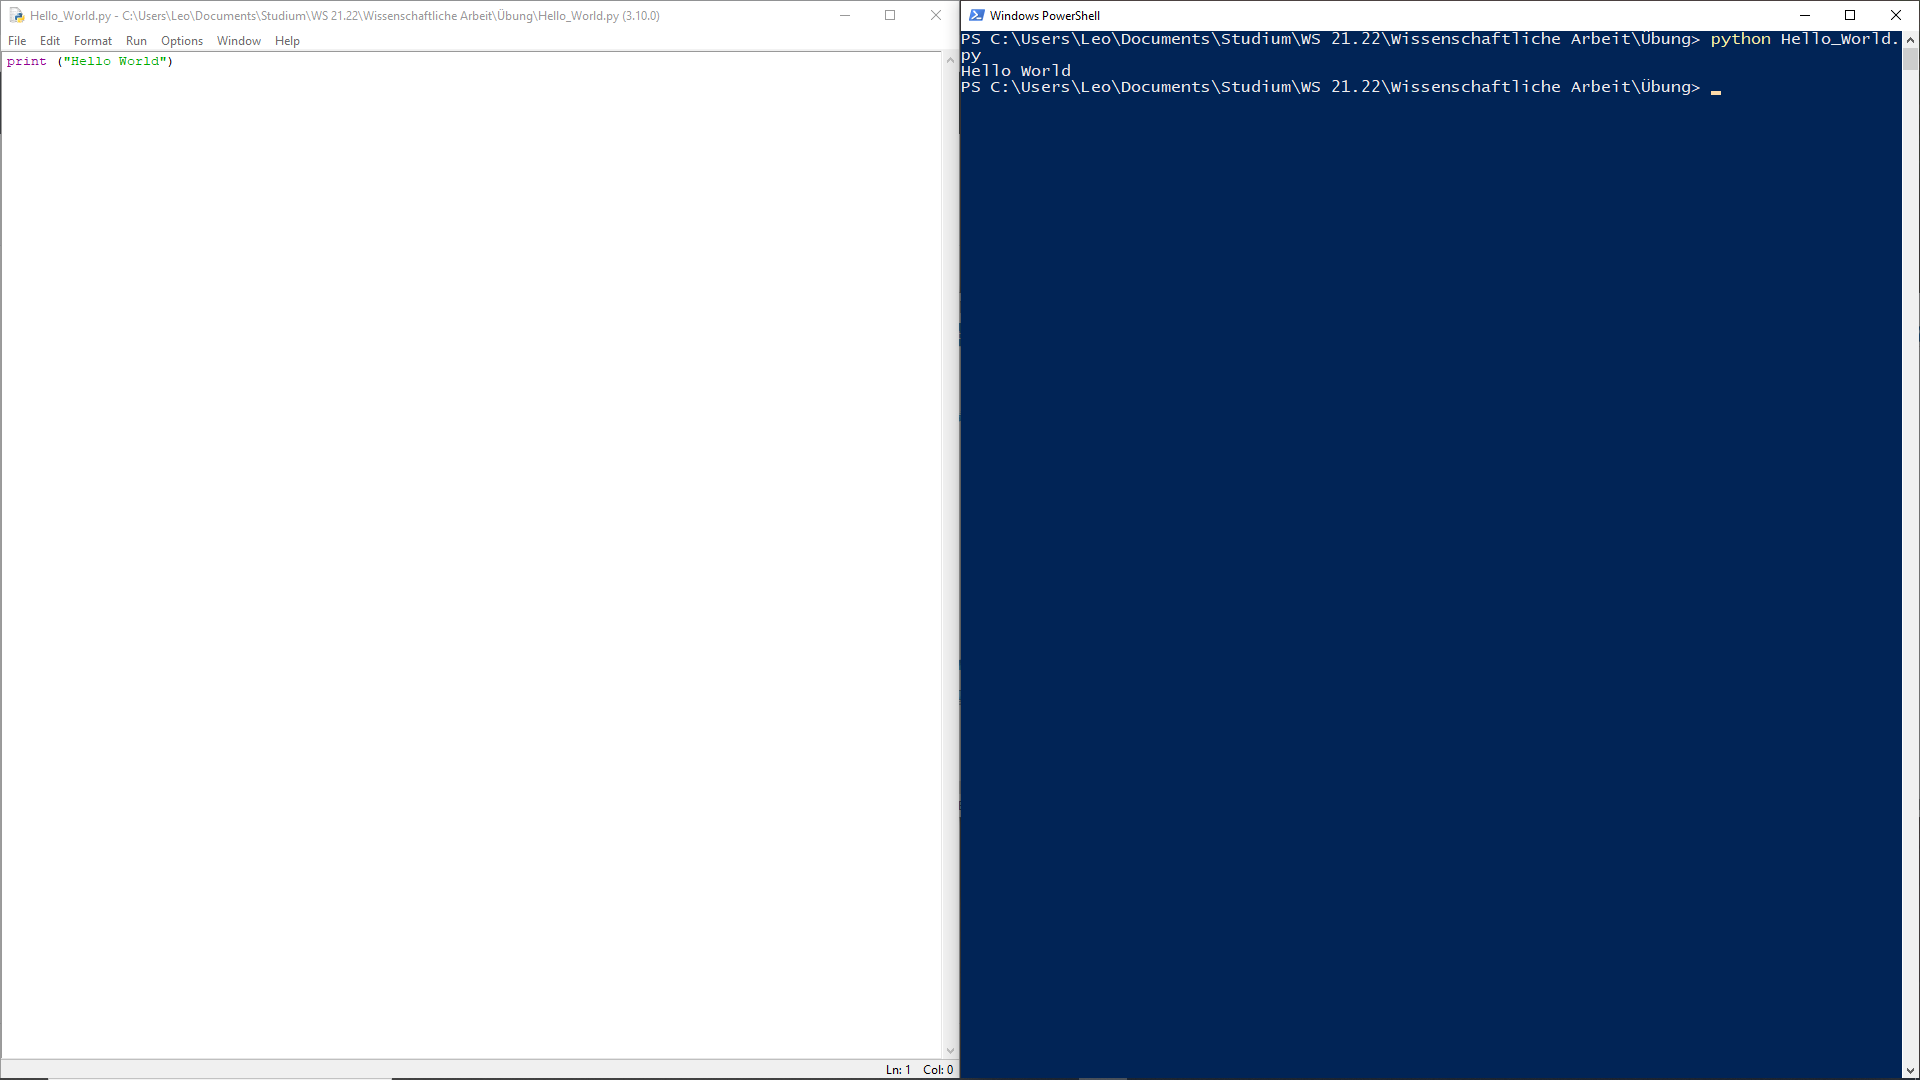 Hello_World.py - C:\Users\Leo\Documents\Studium\WS 21.22\Wissenschaftliche Arbeit\Übung\Hello_World.py (3.10.0)
File Edit Format Run Options Window Help
print ("Hello World")
Ln: 1 Col: 0
Windows PowerShell
PS C:\Users\Leo\Documents\Studium\WS 21.22\Wissenschaftliche Arbeit\Übung> python Hello_World.
py
Hello World
PS C:\Users\Leo\Documents\Studium\WS 21.22\Wissenschaftliche Arbeit\Übung>